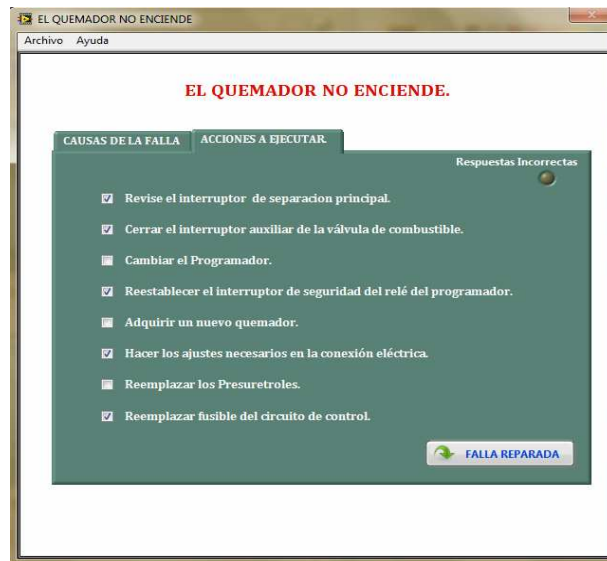 EL QUEMADOR NO ENCIENDE
Archivo Ayuda
EL QUEMADOR NO ENCIENDE.
CAUSAS DE LA FALLA
ACCIONES A EJECUTAR.
Respuestas Incorrectas
Revise el interruptor de separacion principal.
Cerrar el interruptor auxiliar de la válvula de combustible.
Cambiar el Programador.
Reestablecer el interruptor de seguridad del relé del programador.
Adquirir un nuevo quemador.
Hacer los ajustes necesarios en la conexión eléctrica.
Reemplazar los Presuretroles.
Reemplazar fusible del circuito de control.
FALLA REPARADA